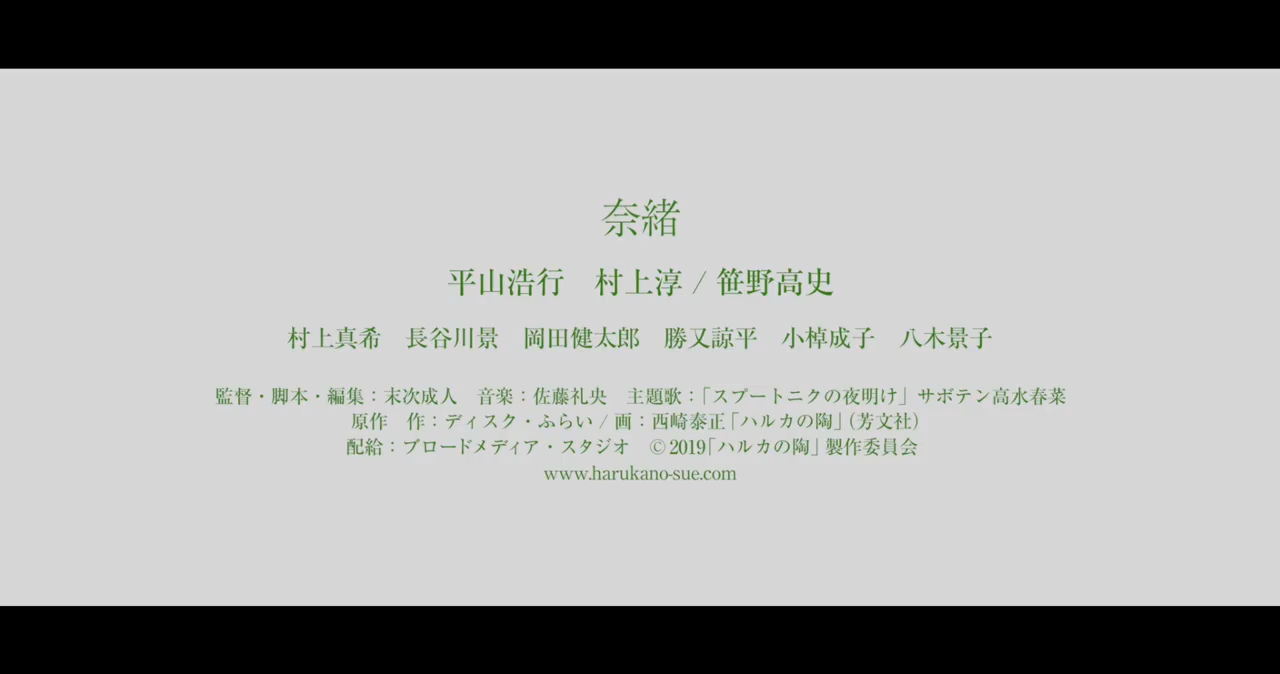 奈緒
平山浩行　村上淳 / 笹野高史
村上真希　長谷川景　岡田健太郎　勝又諒平　小棹成子　八木景子
監督・脚本・編集：末次成人　音楽：佐藤礼央　主題歌：「スプートニクの夜明け」サボテン高水春菜
原作　作：ディスク・ふらい / 画：西崎泰正「ハルカの陶」（芳文社）
配給：ブロードメディア・スタジオ　© 2019「ハルカの陶」製作委員会
www.harukano-sue.com